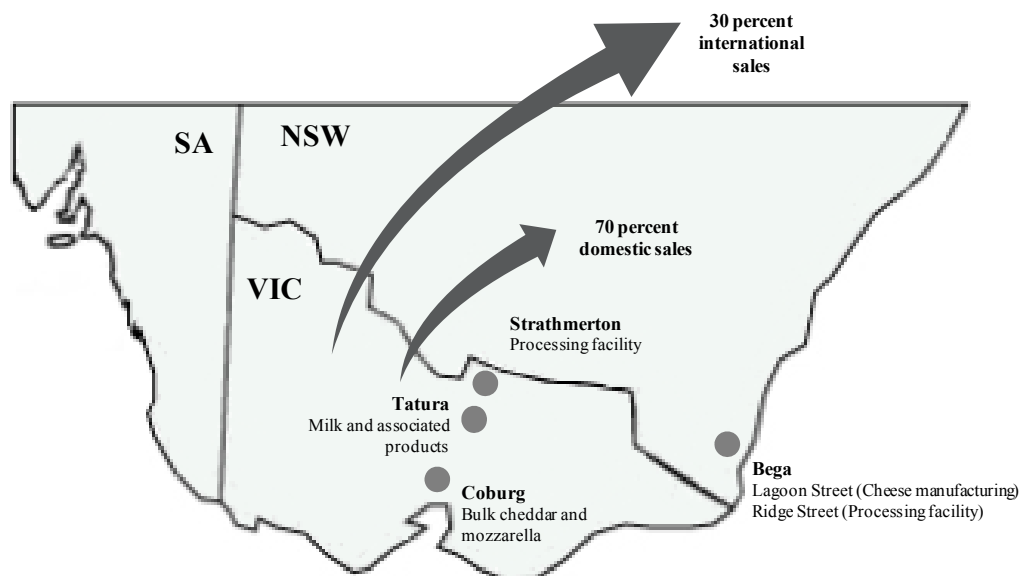 30 percent
international
sales
SA
NSW
70 percent
domestic sales
VIC
Strathmerton
Processing facility
Tatura
Milk and associated
products
Coburg
Bulk cheddar and
mozzarella
Bega
Lagoon Street (Cheese manufacturing)
Ridge Street (Processing facility)